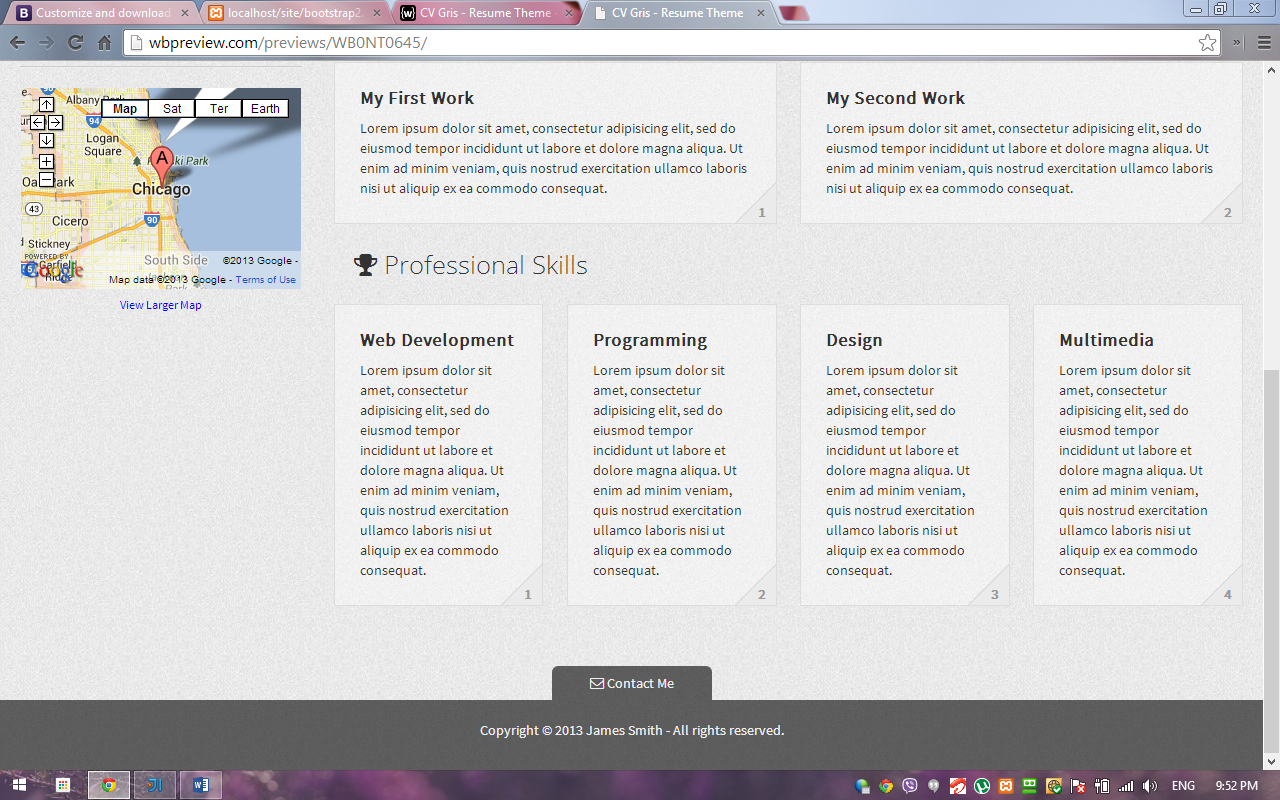 Customize and download
localhost/site/bootstrap2
CV Gris - Resume Theme -
CV Gris - Resume Theme
wbpreview.com/previews/WB0NT0645/
Map Sat Ter Earth
Albany
94
Logan
Square
Park
A
Chicago
43
90
Cicero
Stickney
South Side
POWERED BY
Google
Garfield
Ridge
©2013 Google -
Map data ©2013 Google - Terms of Use
View Larger Map
My First Work
Lorem ipsum dolor sit amet, consectetur adipisicing elit, sed do
eiusmod tempor incididunt ut labore et dolore magna aliqua. Ut
enim ad minim veniam, quis nostrud exercitation ullamco laboris
nisi ut aliquip ex ea commodo consequat.
1
My Second Work
Lorem ipsum dolor sit amet, consectetur adipisicing elit, sed do
eiusmod tempor incididunt ut labore et dolore magna aliqua. Ut
enim ad minim veniam, quis nostrud exercitation ullamco laboris
nisi ut aliquip ex ea commodo consequat.
2
Professional Skills
Web Development
Lorem ipsum dolor sit
amet, consectetur
adipisicing elit, sed do
eiusmod tempor
incididunt ut labore et
dolore magna aliqua. Ut
enim ad minim veniam,
quis nostrud exercitation
ullamco laboris nisi ut
aliquip ex ea commodo
consequat.
1
Programming
Lorem ipsum dolor sit
amet, consectetur
adipisicing elit, sed do
eiusmod tempor
incididunt ut labore et
dolore magna aliqua. Ut
enim ad minim veniam,
quis nostrud exercitation
ullamco laboris nisi ut
aliquip ex ea commodo
consequat.
2
Design
Lorem ipsum dolor sit
amet, consectetur
adipisicing elit, sed do
eiusmod tempor
incididunt ut labore et
dolore magna aliqua. Ut
enim ad minim veniam,
quis nostrud exercitation
ullamco laboris nisi ut
aliquip ex ea commodo
consequat.
3
Multimedia
Lorem ipsum dolor sit
amet, consectetur
adipisicing elit, sed do
eiusmod tempor
incididunt ut labore et
dolore magna aliqua. Ut
enim ad minim veniam,
quis nostrud exercitation
ullamco laboris nisi ut
aliquip ex ea commodo
consequat.
4
Contact Me
Copyright © 2013 James Smith - All rights reserved.
ENG 9:52 PM